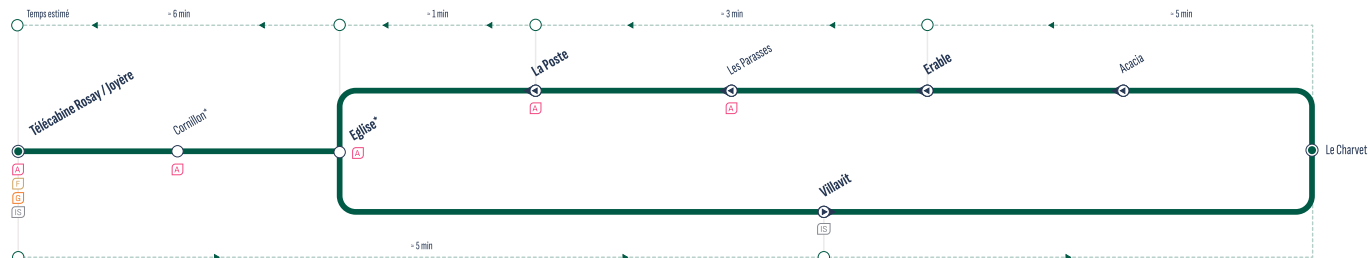 Temps estimé
≈ 6 min
≈ 1 min
≈ 3 min
≈ 5 min
Télécabine Rosay / Joyère
Cornillon*
Eglise*
La Poste
Les Parasses
Erable
Acacia
A
A
A
A
A
F
G
IS
Le Charvet
Villavit
IS
≈ 5 min